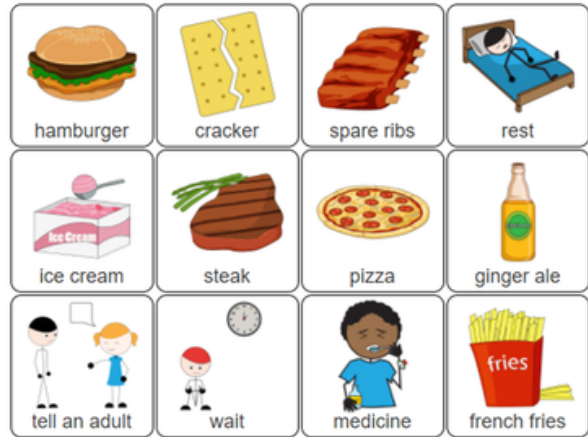 hamburger
cracker
spare ribs
rest
Ice Cream
ice cream
steak
pizza
ginger ale
tell an adult
wait
medicine
fries
french fries